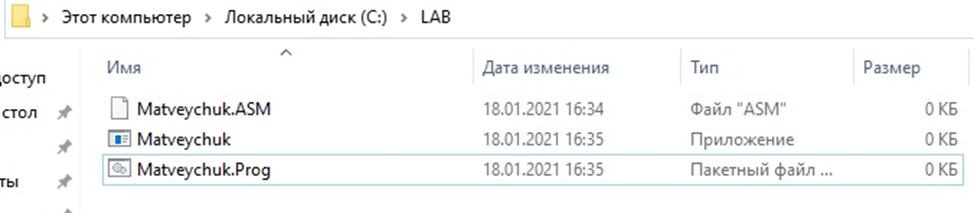 Этот компьютер > Локальный диск (C:) > LAB
Имя Дата изменения Тип Размер
доступ
стол
ты
Matveychuk.ASM 18.01.2021 16:34 Файл "ASM" 0 КБ
Matveychuk 18.01.2021 16:35 Приложение 0 КБ
Matveychuk.Prog 18.01.2021 16:35 Пакетный файл ... 0 КБ